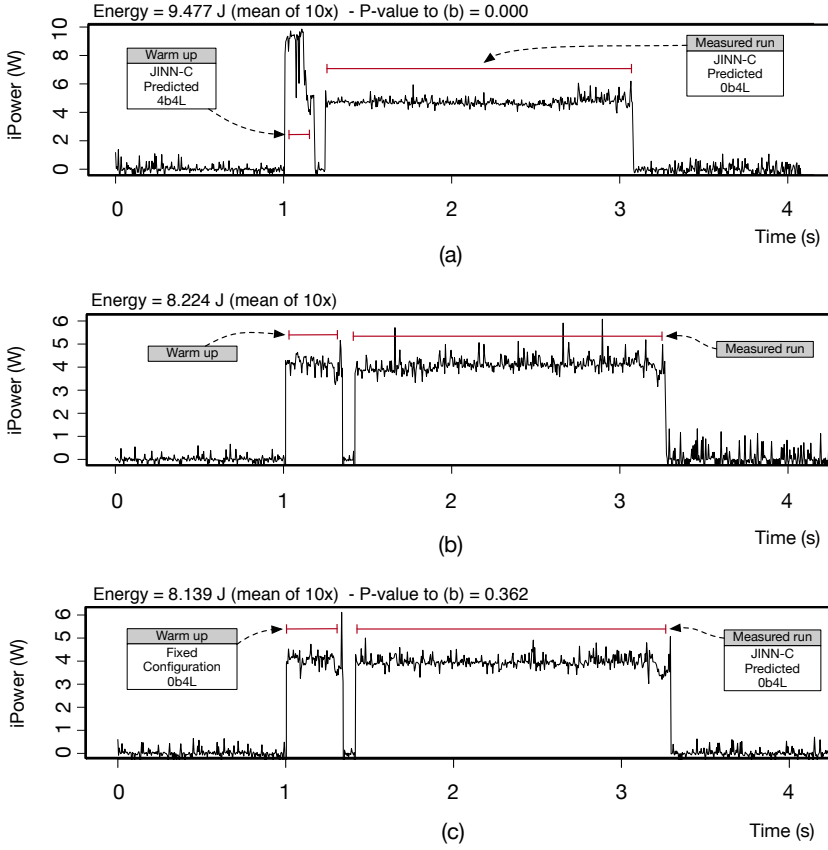 Energy = 9.477 J (mean of 10x) - P-value to (b) = 0.000
iPower (W)
10
8
6
4
2
0
Warm up
JINN-C
Predicted
4b4L
Measured run
JINN-C
Predicted
0b4L
0 1 2 3 4
Time (s)
(a)
Energy = 8.224 J (mean of 10x)
iPower (W)
6
5
4
3
2
1
0
Warm up
Measured run
0 1 2 3 4
Time (s)
(b)
Energy = 8.139 J (mean of 10x) - P-value to (b) = 0.362
iPower (W)
6
5
4
3
2
1
0
Warm up
Fixed
Configuration
0b4L
Measured run
JINN-C
Predicted
0b4L
0 1 2 3 4
Time (s)
(c)